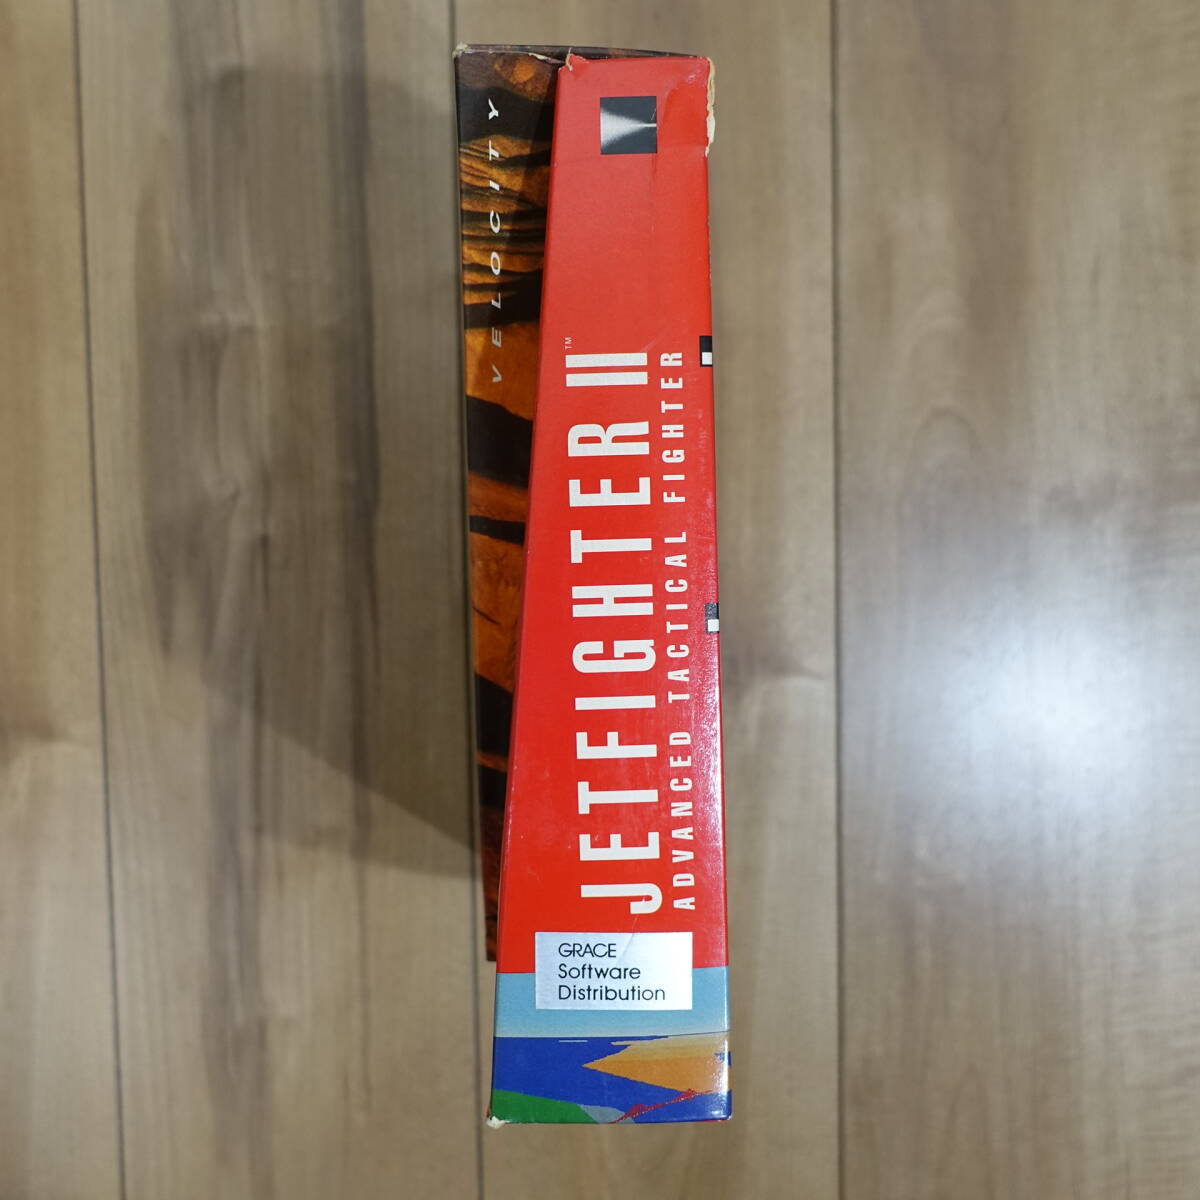 VELOCITY
JETFIGHTER II™
ADVANCED TACTICAL FIGHTER
GRACE
Software
Distribution